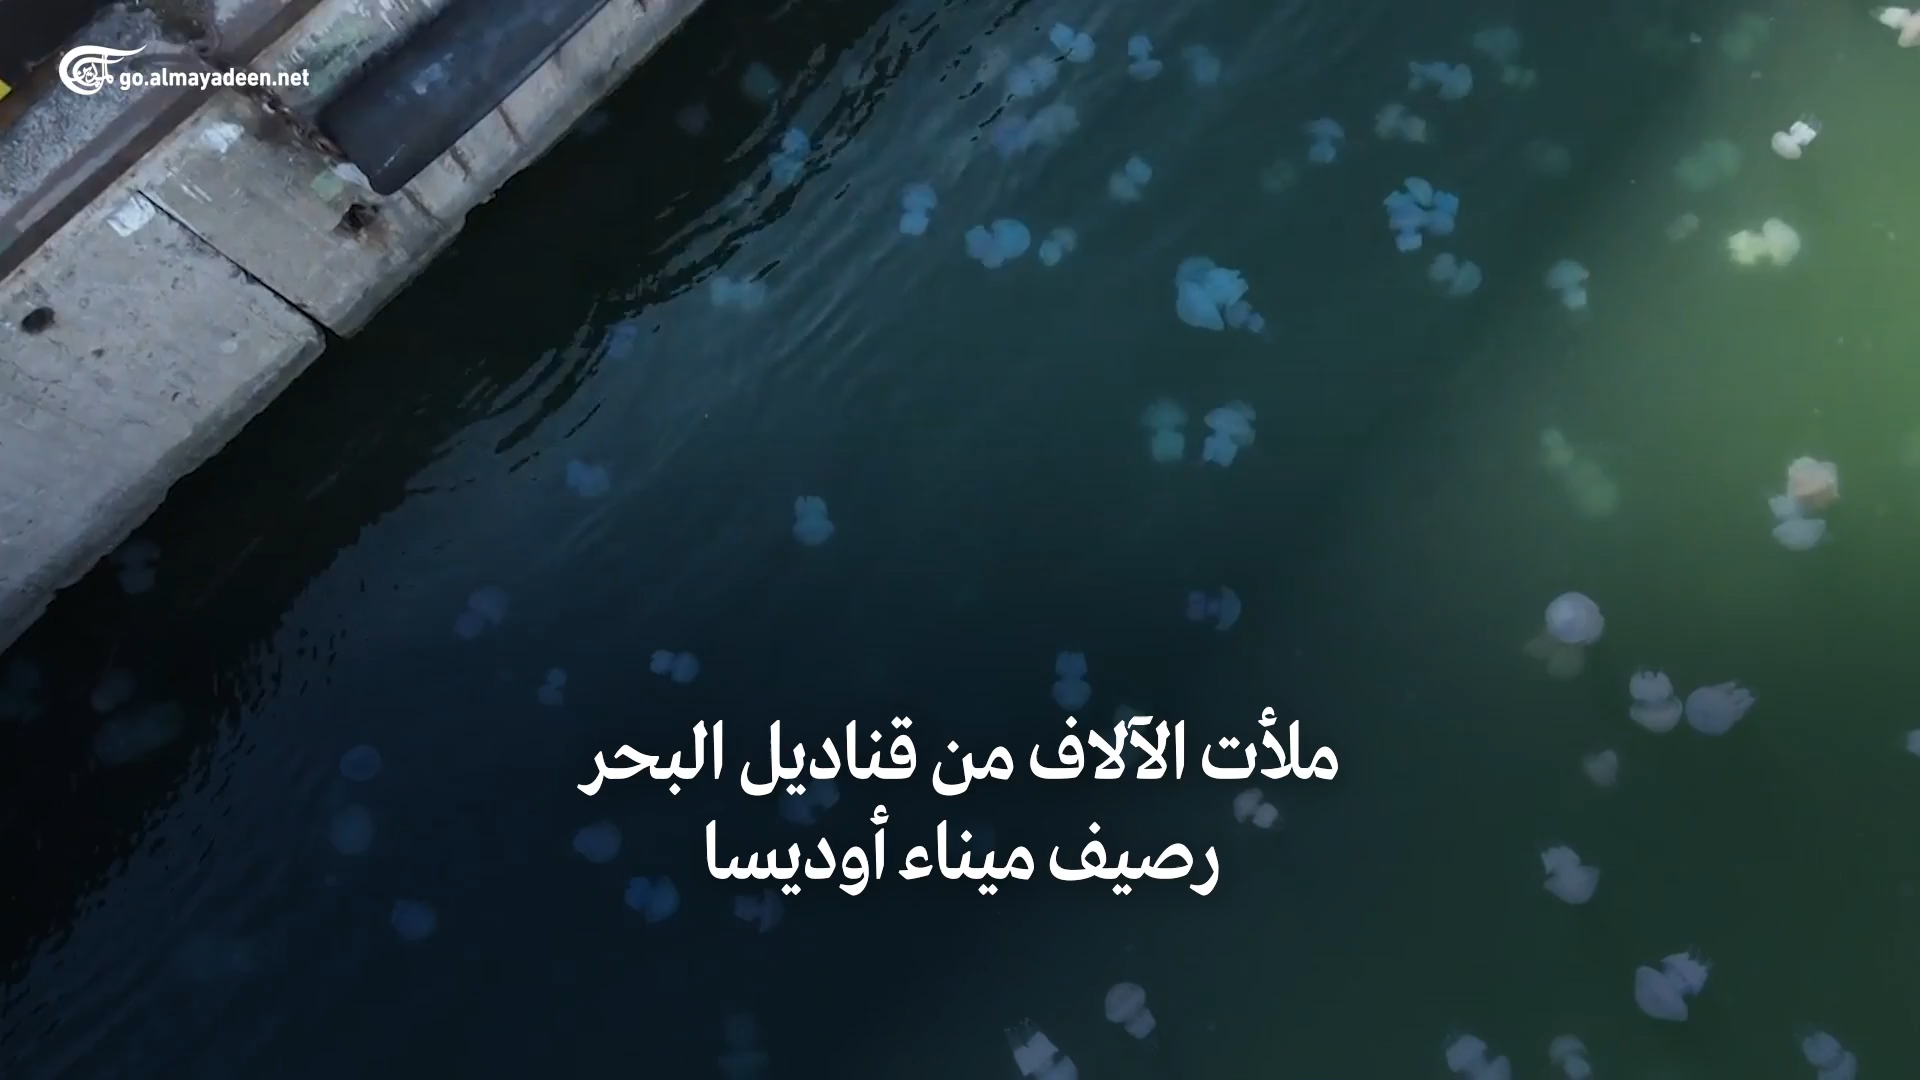 go.almayadeen.net
ملأت الآلاف من قناديل البحر
رصيف ميناء أوديسا